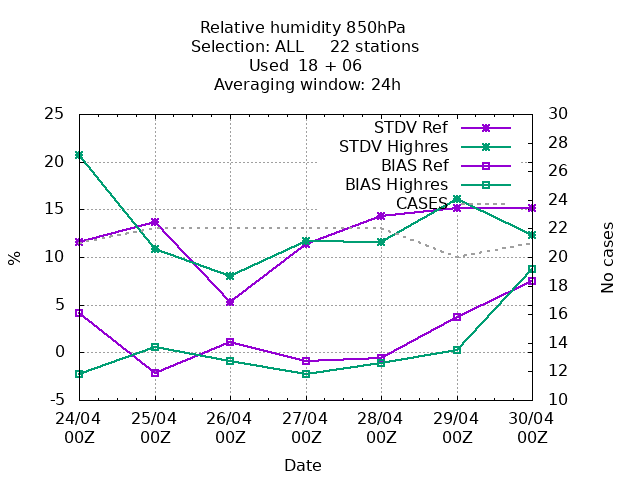 Relative humidity 850hPa
Selection: ALL     22 stations
Used  18 + 06
Averaging window: 24h
STDV Ref
STDV Highres
BIAS Ref
BIAS Highres
CASES
25
20
15
10
5
0
-5
%
30
28
26
24
22
20
18
16
14
12
10
No cases
24/04 25/04 26/04 27/04 28/04 29/04 30/04
00Z 00Z 00Z 00Z 00Z 00Z 00Z
Date